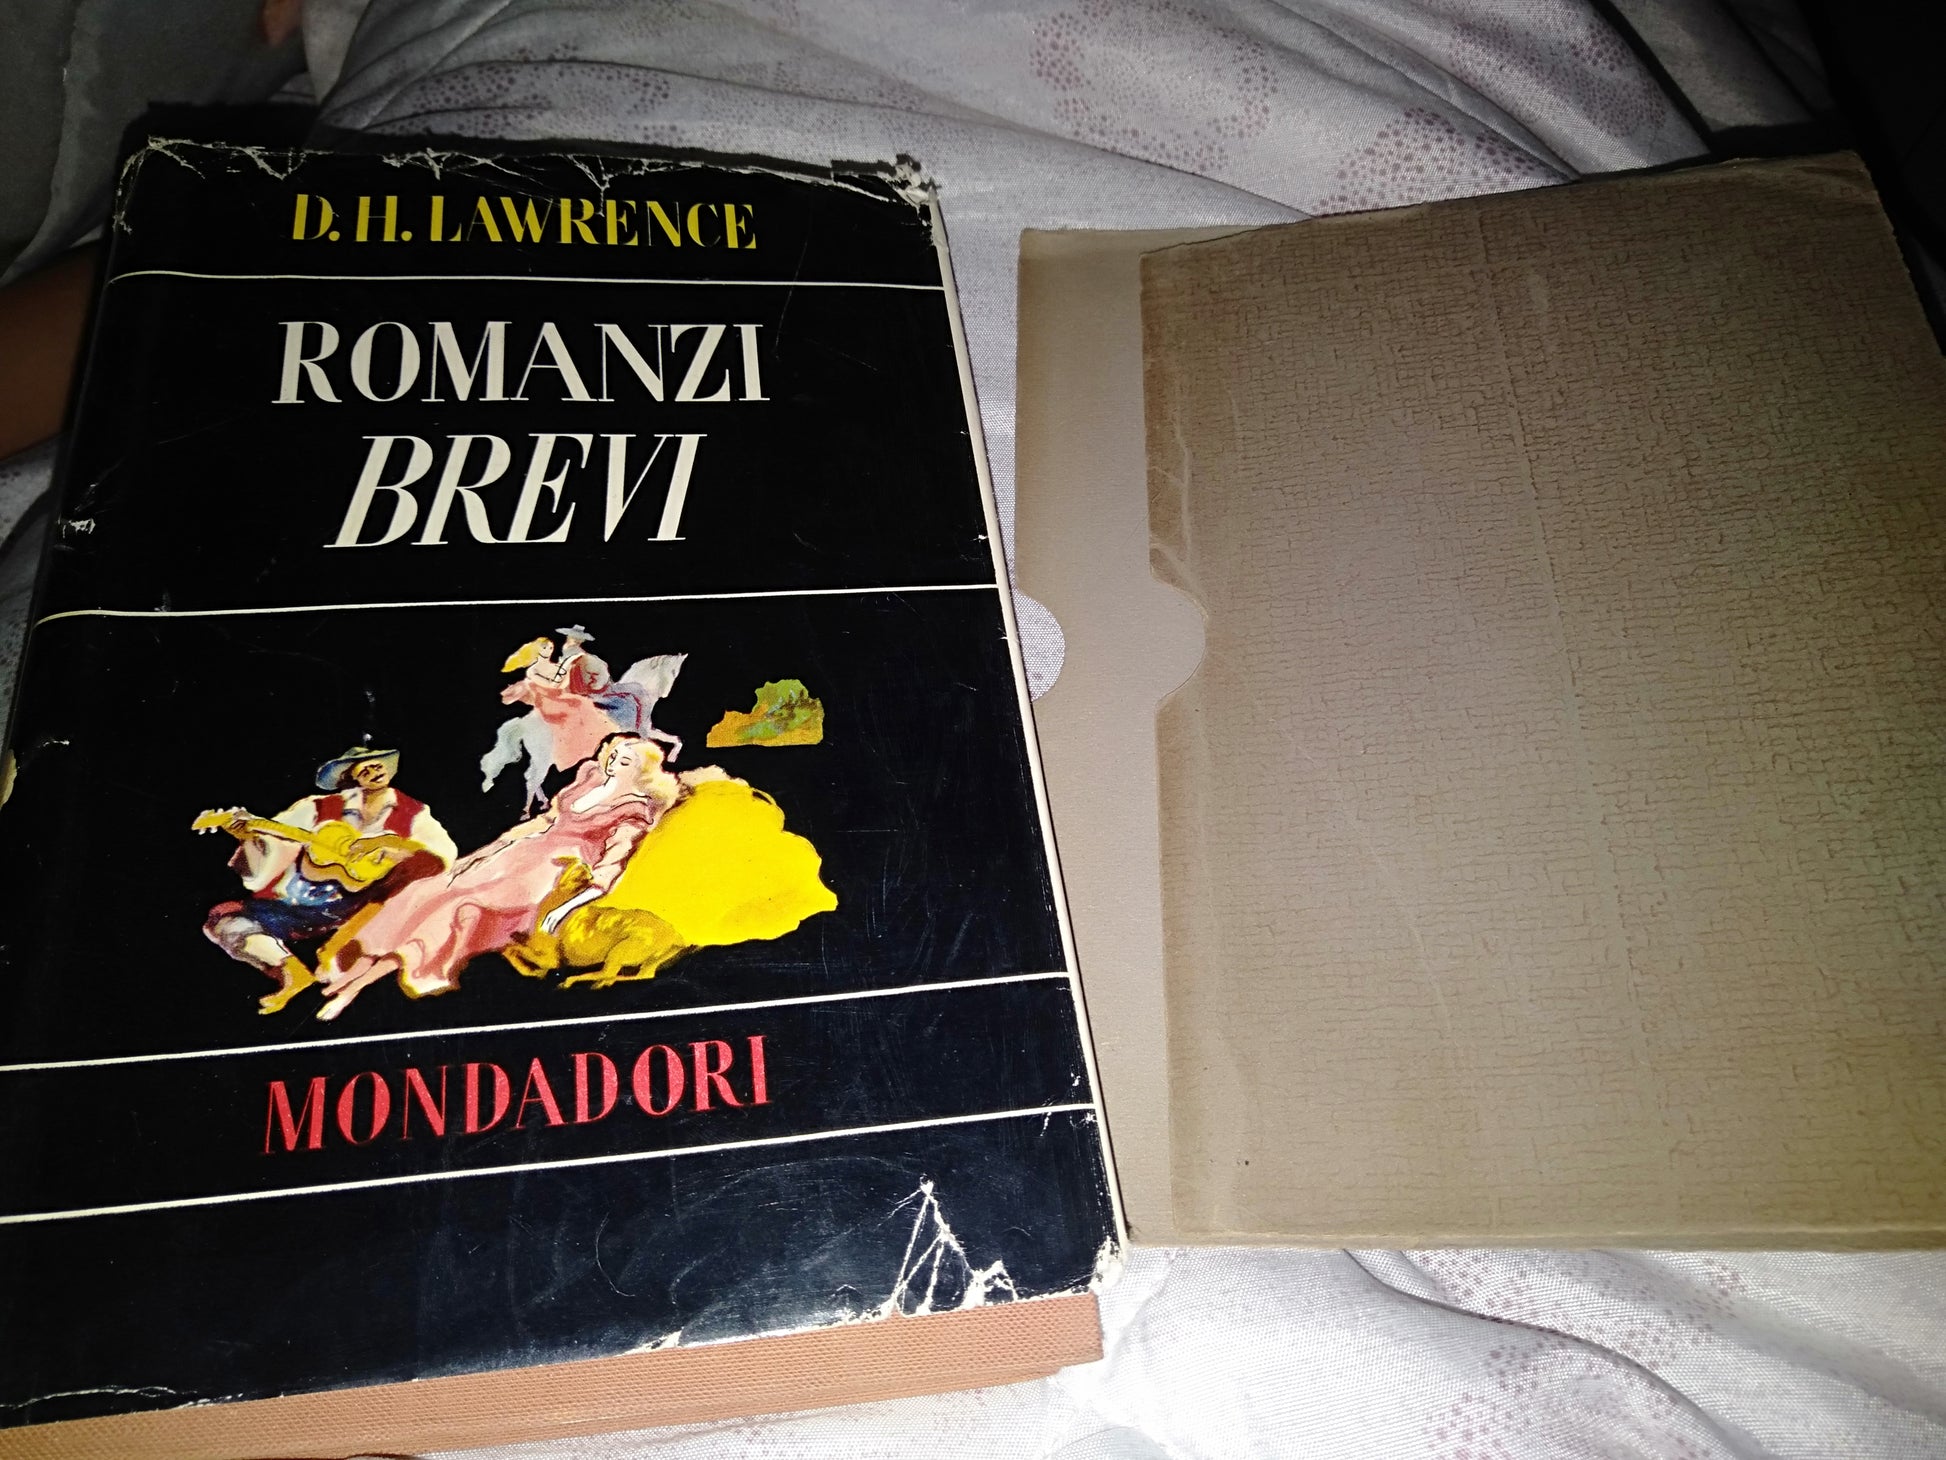 D.H. LAWRENCE
ROMANZI
BREVI
MONDADORI